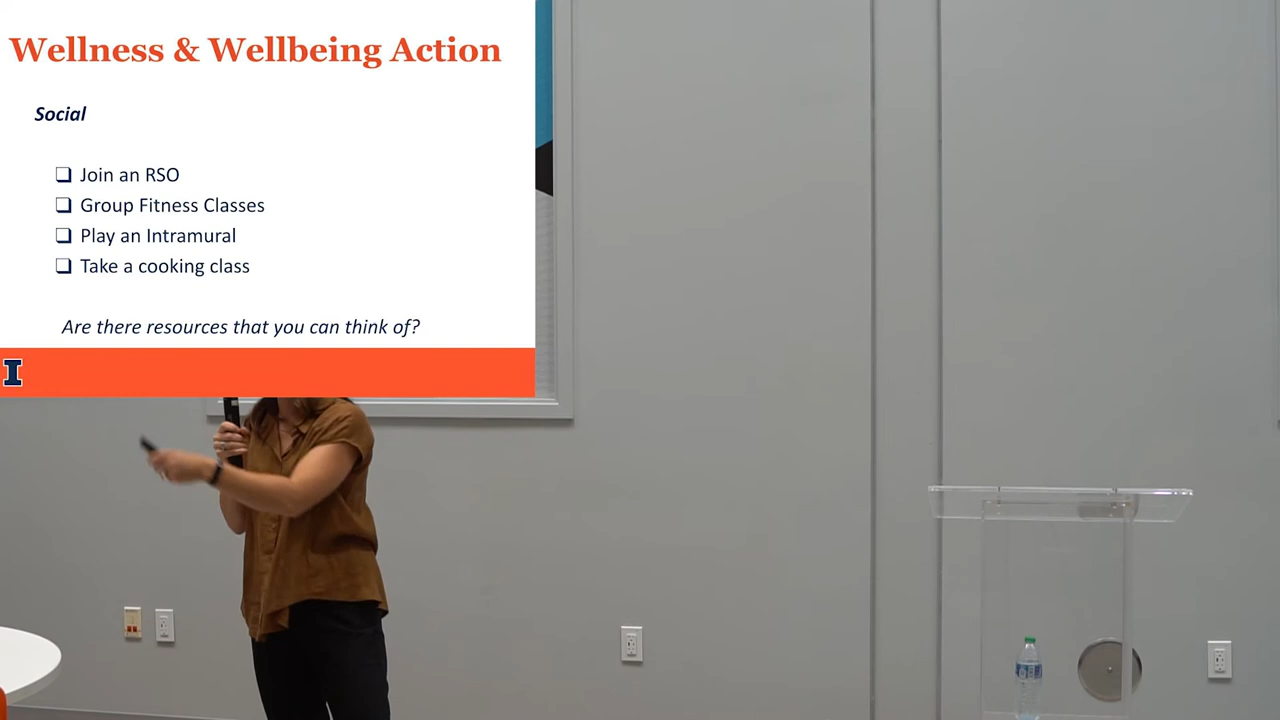 Wellness & Wellbeing Action
Social
❑ Join an RSO
❑ Group Fitness Classes
❑ Play an Intramural
❑ Take a cooking class
Are there resources that you can think of?
I